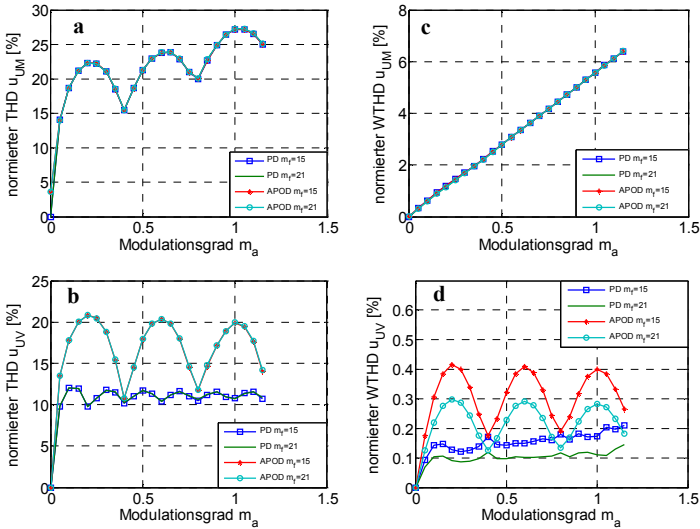 a
normierter THD u_UM [%]
30
25
20
15
10
5
0
0
0.5
1
1.5
Modulationsgrad m_a
PD m_f=15
PD m_f=21
APOD m_f=15
APOD m_f=21
c
normierter WTHD u_UM [%]
8
6
4
2
0
0
0.5
1
1.5
Modulationsgrad m_a
PD m_f=15
PD m_f=21
APOD m_f=15
APOD m_f=21
b
normierter THD u_UV [%]
25
20
15
10
5
0
0
0.5
1
1.5
Modulationsgrad m_a
PD m_f=15
PD m_f=21
APOD m_f=15
APOD m_f=21
d
normierter WTHD u_UV [%]
0.6
0.5
0.4
0.3
0.2
0.1
0
0
0.5
1
1.5
Modulationsgrad m_a
PD m_f=15
PD m_f=21
APOD m_f=15
APOD m_f=21